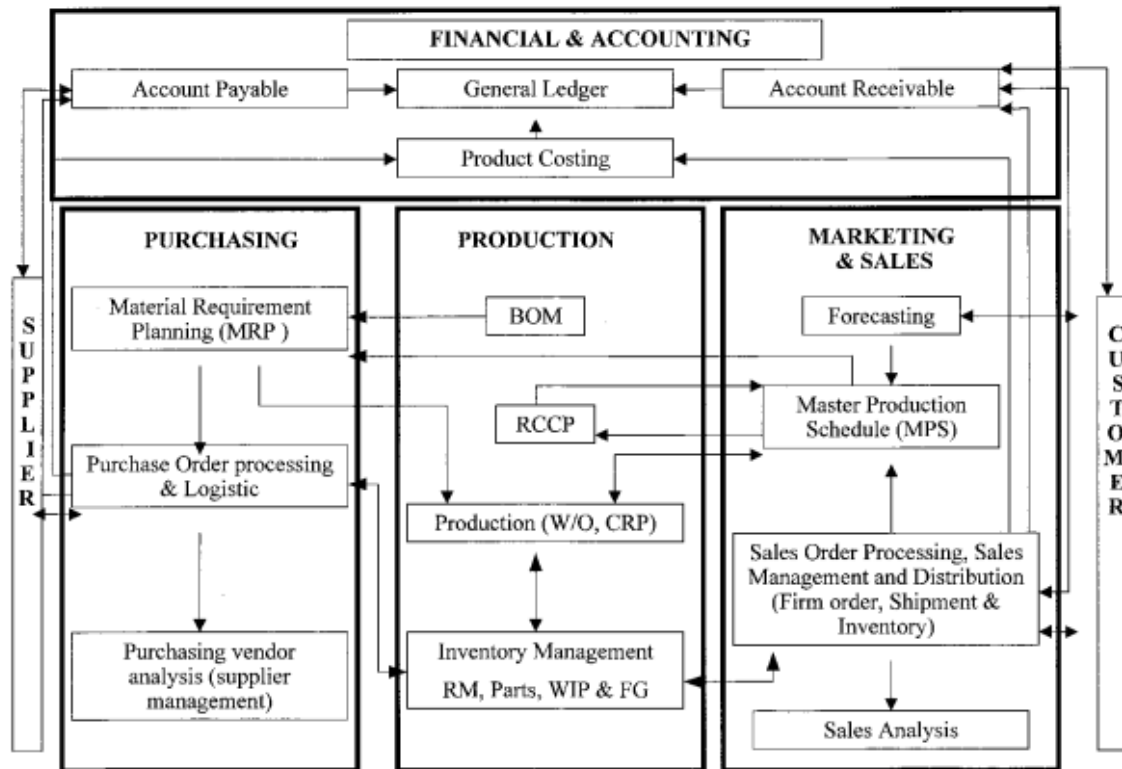 FINANCIAL & ACCOUNTING
Account Payable
General Ledger
Account Receivable
Product Costing
PURCHASING
PRODUCTION
MARKETING
& SALES
SUPPLIER
Material Requirement
Planning (MRP )
BOM
Forecasting
CUSTOMER
RCCP
Master Production
Schedule (MPS)
Purchase Order processing
& Logistic
Production (W/O, CRP)
Sales Order Processing, Sales
Management and Distribution
(Firm order, Shipment &
Inventory)
Purchasing vendor
analysis (supplier
management)
Inventory Management
RM, Parts, WIP & FG
Sales Analysis